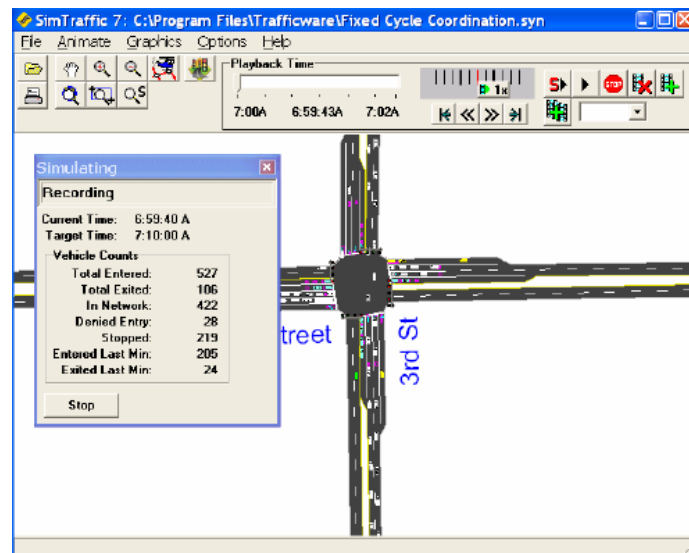 SimTraffic 7: C:\Program Files\Trafficware\Fixed Cycle Coordination.syn
File Animate Graphics Options Help
Playback Time
1x
7:00A 6:59:43A 7:02A
S
STOP
Simulating
Recording
Current Time: 6:59:40 A
Target Time: 7:10:00 A
Vehicle Counts
Total Entered: 527
Total Exited: 106
In Network: 422
Denied Entry: 28
Stopped: 219
Entered Last Min: 205
Exited Last Min: 24
Stop
treet
3rd St